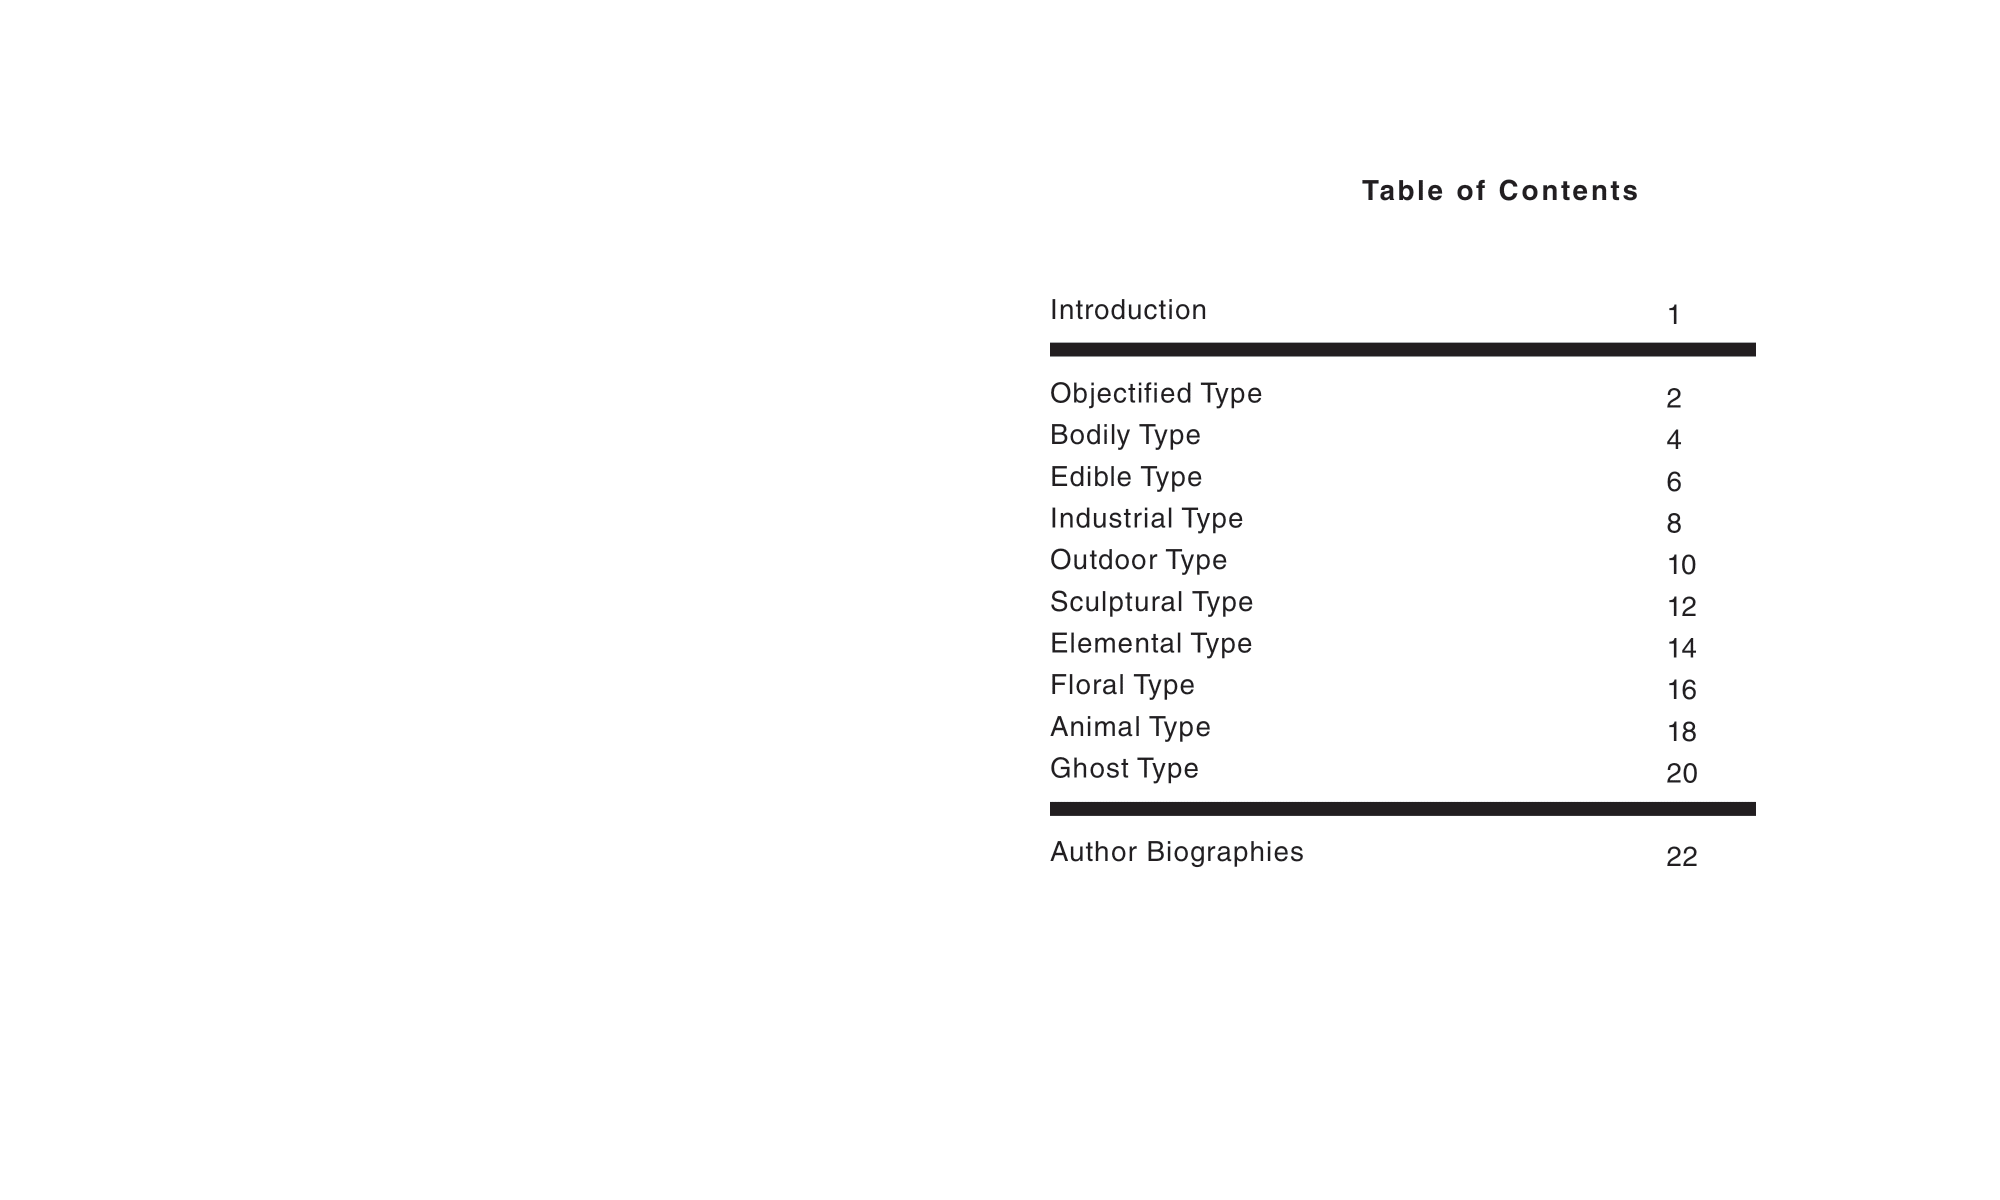 Table of Contents
Introduction 1
Objectified Type 2
Bodily Type 4
Edible Type 6
Industrial Type 8
Outdoor Type 10
Sculptural Type 12
Elemental Type 14
Floral Type 16
Animal Type 18
Ghost Type 20
Author Biographies 22